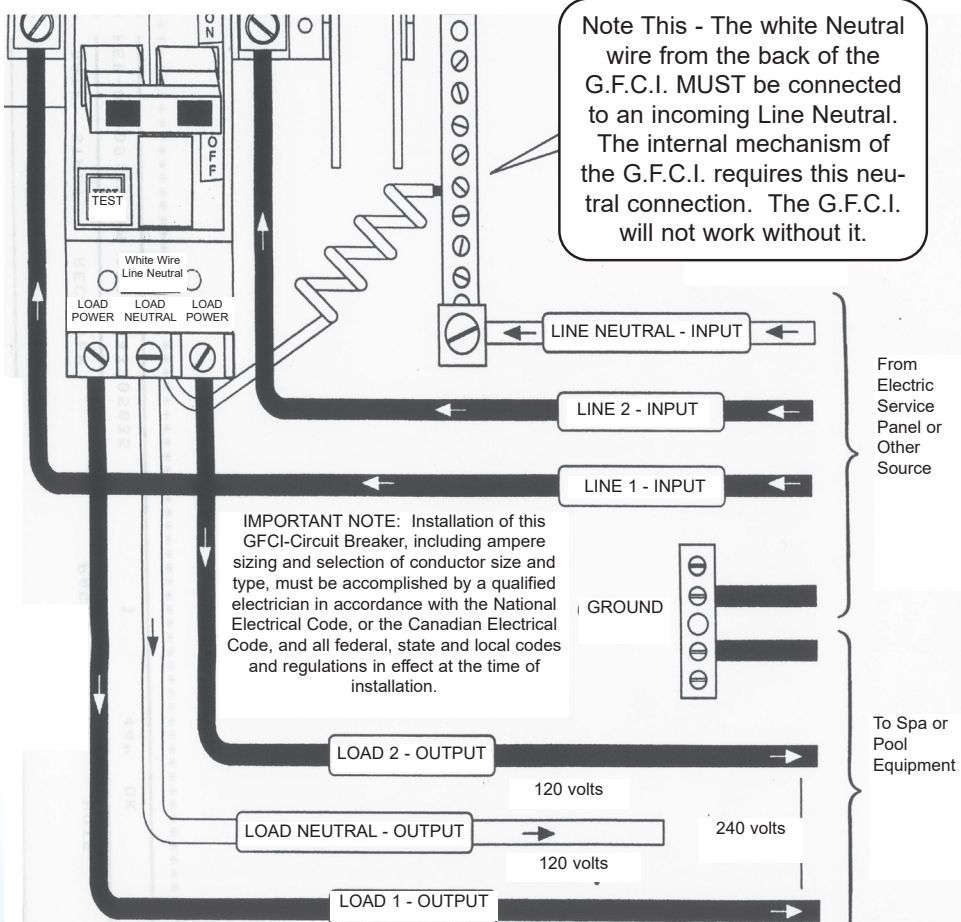 Note This - The white Neutral
wire from the back of the
G.F.C.I. MUST be connected
to an incoming Line Neutral.
The internal mechanism of
the G.F.C.I. requires this neu-
tral connection. The G.F.C.I.
will not work without it.
ON
OFF
TEST
White Wire
Line Neutral
LOAD POWER
LOAD NEUTRAL
LOAD POWER
LINE NEUTRAL - INPUT
LINE 2 - INPUT
LINE 1 - INPUT
From
Electric
Service
Panel or
Other
Source
IMPORTANT NOTE: Installation of this
GFCI-Circuit Breaker, including ampere
sizing and selection of conductor size and
type, must be accomplished by a qualified
electrician in accordance with the National
Electrical Code, or the Canadian Electrical
Code, and all federal, state and local codes
and regulations in effect at the time of
installation.
GROUND
To Spa or
Pool
Equipment
LOAD 2 - OUTPUT
120 volts
LOAD NEUTRAL - OUTPUT
240 volts
120 volts
LOAD 1 - OUTPUT